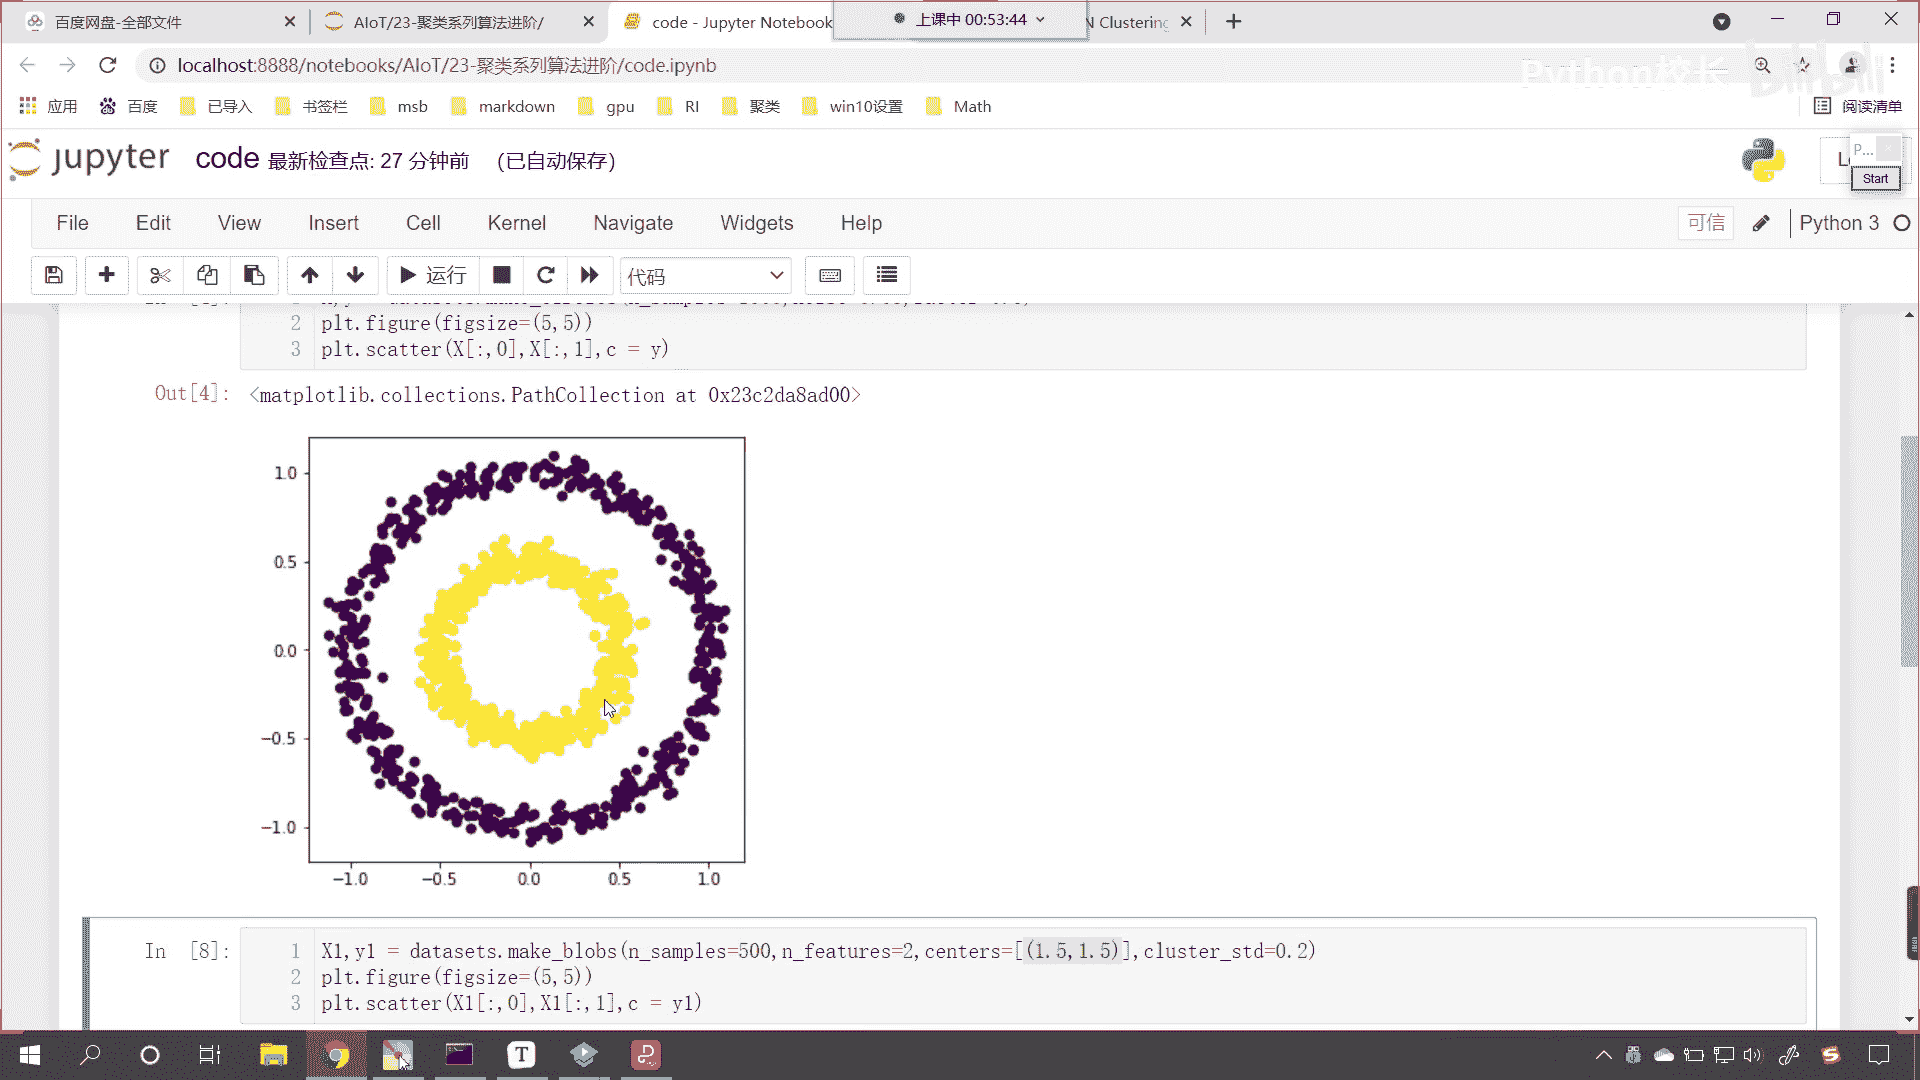 百度网盘-全部文件
AIoT/23-聚类系列算法进阶/
code - Jupyter Notebook
上课中 00:53:44
Clustering
localhost:8888/notebooks/AIoT/23-聚类系列算法进阶/code.ipynb
Python校长
bilibili
应用 百度 已导入 书签栏 msb markdown gpu RI 聚类 win10设置 Math
阅读清单
jupyter code 最新检查点: 27 分钟前 (已自动保存)
P...
Start
File Edit View Insert Cell Kernel Navigate Widgets Help
可信
Python 3
运行
代码
2 plt.figure(figsize=(5,5))
3 plt.scatter(X[:,0],X[:,1],c = y)
Out[4]: <matplotlib.collections.PathCollection at 0x23c2da8ad00>
1.0
0.5
0.0
−0.5
−1.0
−1.0 −0.5 0.0 0.5 1.0
In [8]: 1 X1,y1 = datasets.make_blobs(n_samples=500,n_features=2,centers=[(1.5,1.5)],cluster_std=0.2)
2 plt.figure(figsize=(5,5))
3 plt.scatter(X1[:,0],X1[:,1],c = y1)